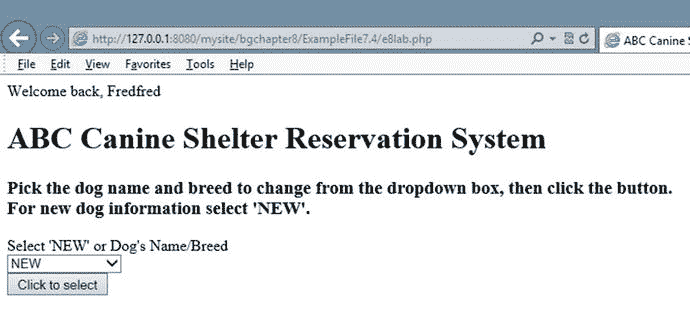 http://127.0.0.1:8080/mysite/bgchapter8/ExampleFile7.4/e8lab.php
ABC Canine S
File Edit View Favorites Tools Help
Welcome back, Fredfred
ABC Canine Shelter Reservation System
Pick the dog name and breed to change from the dropdown box, then click the button.
For new dog information select 'NEW'.
Select 'NEW' or Dog's Name/Breed
NEW
Click to select